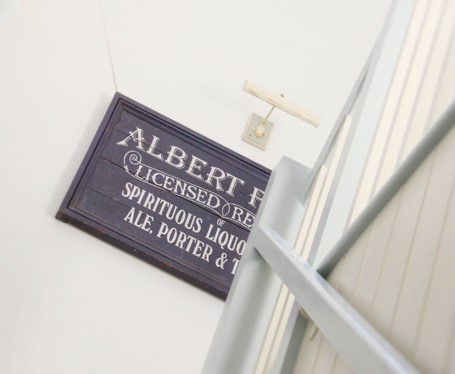 ALBERT
LICENSED
OF
SPIRITUOUS
ALE, PORTER &